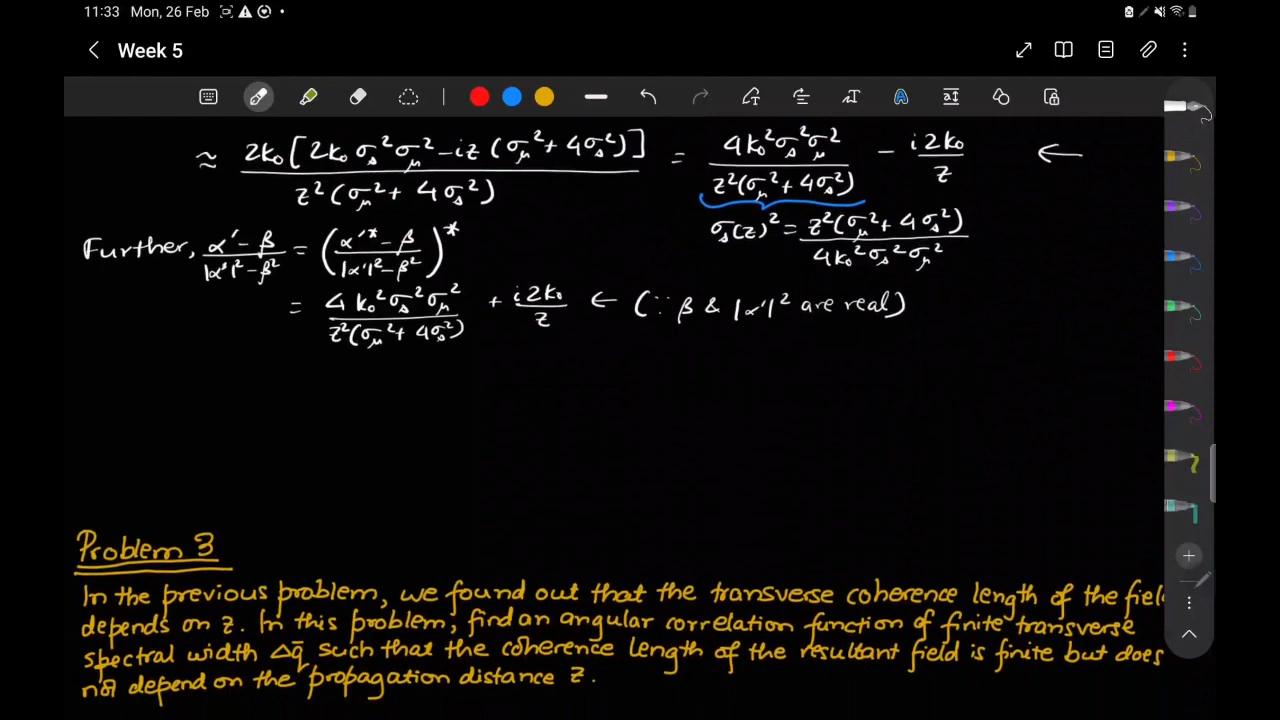 11:33 Mon, 26 Feb
Week 5
≈ 2k₀[2k₀σₛ²σμ² − iz(σμ² + 4σₛ²)] / z²(σμ² + 4σₛ²) = 4k₀²σₛ²σμ² / z²(σμ² + 4σₛ²) − i2k₀ / z ←
σₛ(z)² = z²(σμ² + 4σₛ²) / 4k₀²σₛ²σμ²
Further, α' − β / |α'|² − β² = (α'* − β / |α'|² − β²)*
= 4k₀²σₛ²σμ² / z²(σμ² + 4σₛ²) + i2k₀ / z ← (∵ β & |α'|² are real)
Problem 3
In the previous problem, we found out that the transverse coherence length of the fiel
depends on z. In this problem, find an angular correlation function of finite transverse
spectral width Δq̄ such that the coherence length of the resultant field is finite but does
not depend on the propagation distance z.